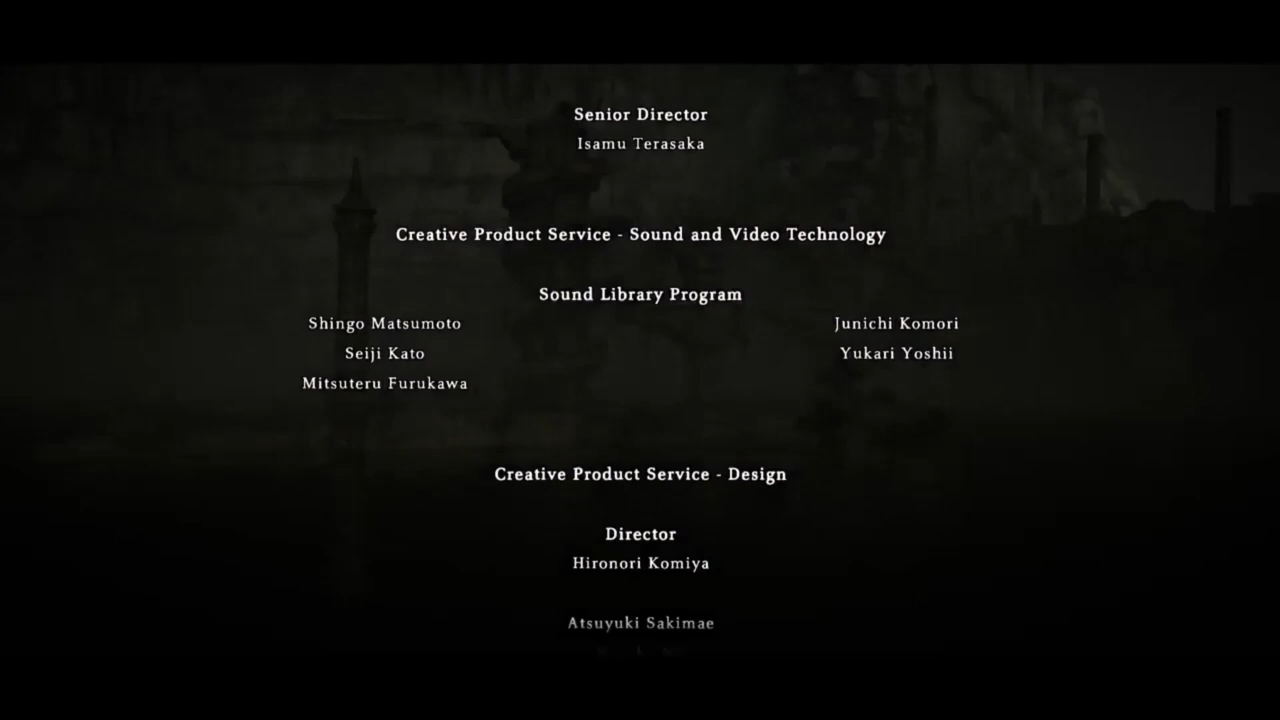 Senior Director
Isamu Terasaka
Creative Product Service - Sound and Video Technology
Sound Library Program
Shingo Matsumoto Junichi Komori
Seiji Kato Yukari Yoshii
Mitsuteru Furukawa
Creative Product Service - Design
Director
Hironori Komiya
Atsuyuki Sakimae